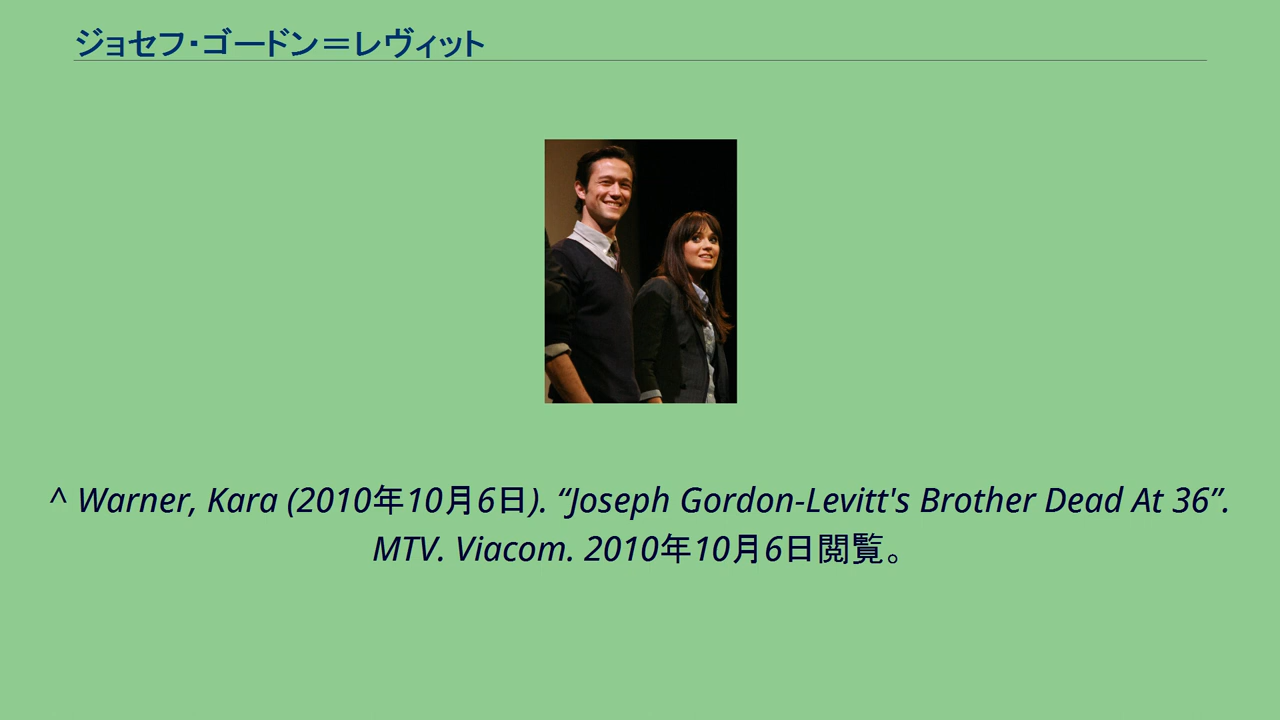 ジョセフ・ゴードン＝レヴィット
^ Warner, Kara (2010年10月6日). “Joseph Gordon-Levitt's Brother Dead At 36”.
MTV. Viacom. 2010年10月6日閲覧。